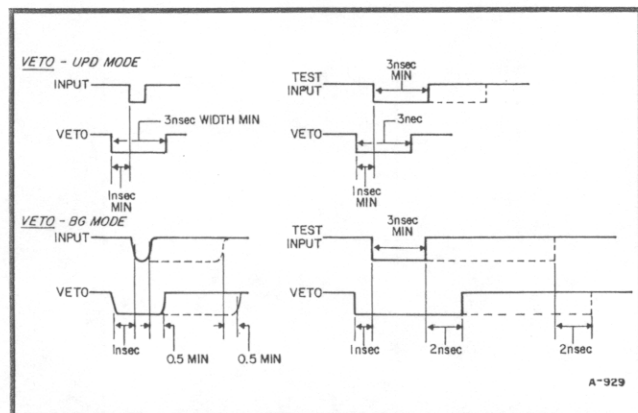 VETO - UPD MODE
INPUT
3nsec WIDTH MIN
VETO
1nsec
MIN
3nsec
MIN
TEST
INPUT
3nec
VETO
1nsec
MIN
VETO - BG MODE
INPUT
VETO
1nsec
0.5 MIN
0.5 MIN
3nsec
MIN
TEST
INPUT
VETO
1nsec
2nsec
2nsec
A-929